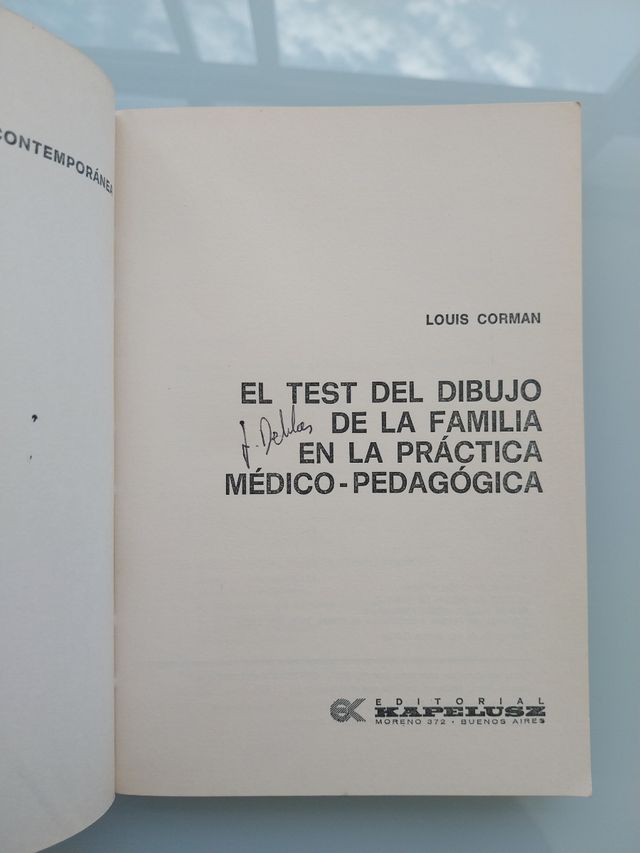 CONTEMPORÁNEA
LOUIS CORMAN
EL TEST DEL DIBUJO
DE LA FAMILIA
EN LA PRÁCTICA
MÉDICO-PEDAGÓGICA
EDITORIAL
KAPELUSZ
MORENO 372 • BUENOS AIRES